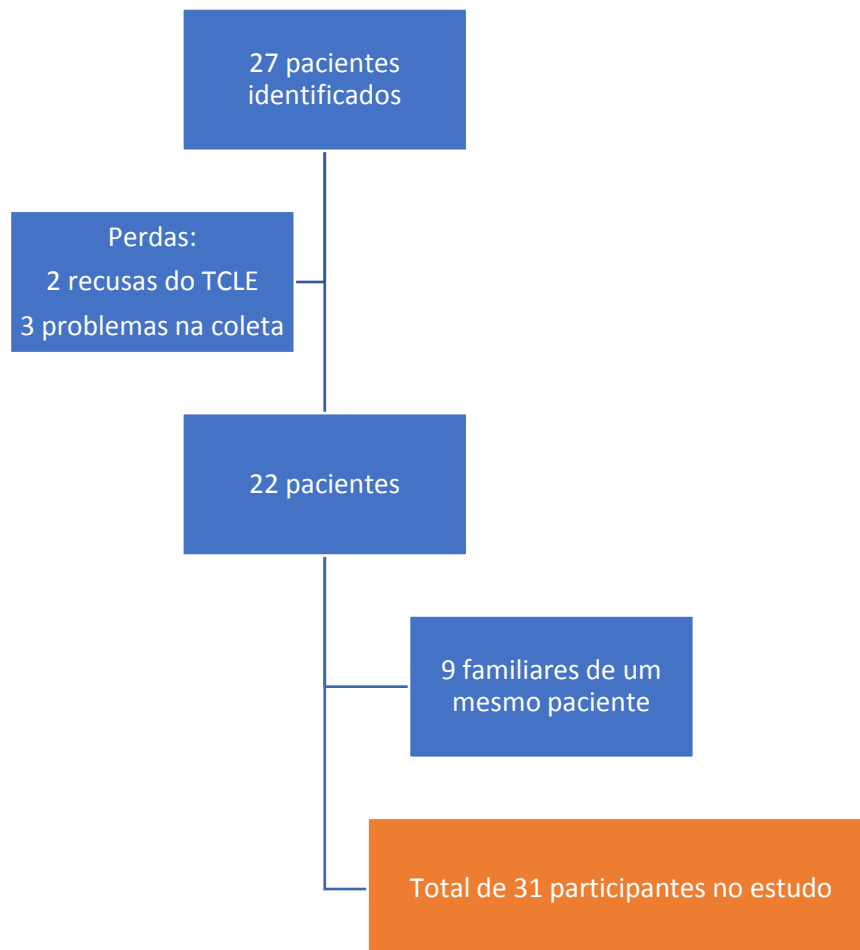 27 pacientes
identificados
Perdas:
2 recusas do TCLE
3 problemas na coleta
22 pacientes
9 familiares de um
mesmo paciente
Total de 31 participantes no estudo